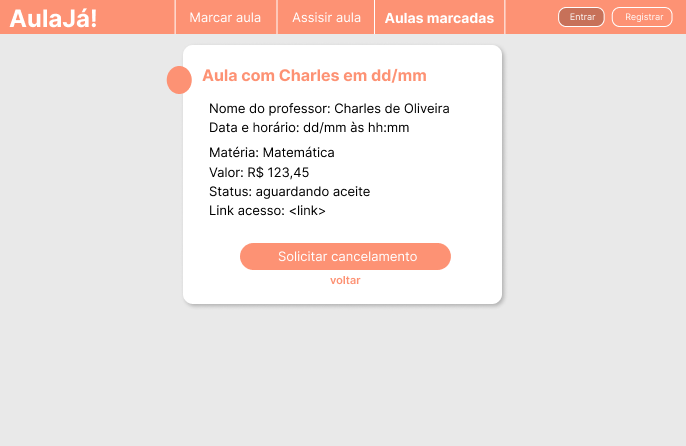 AulaJá!
Marcar aula
Assisir aula
Aulas marcadas
Entrar
Registrar
Aula com Charles em dd/mm
Nome do professor: Charles de Oliveira
Data e horário: dd/mm às hh:mm
Matéria: Matemática
Valor: R$ 123,45
Status: aguardando aceite
Link acesso: <link>
Solicitar cancelamento
voltar